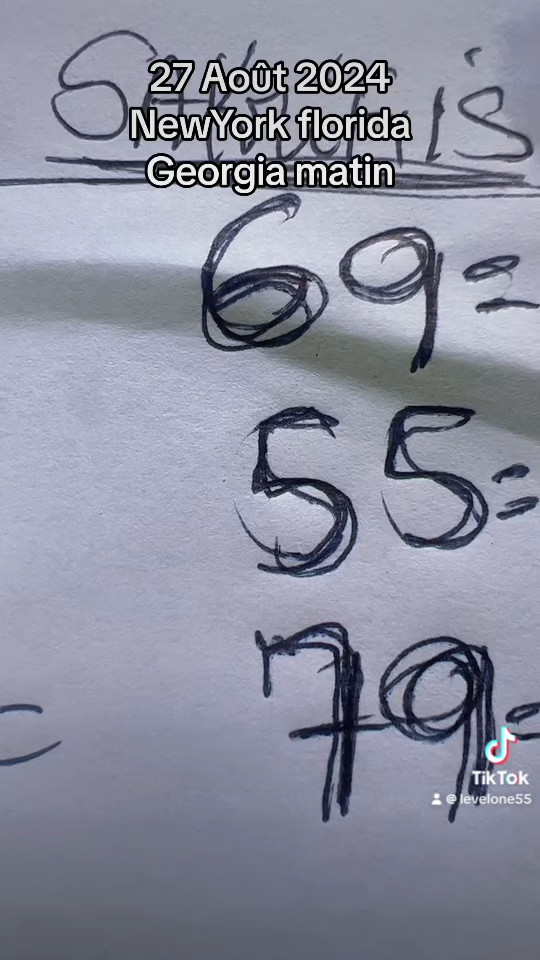 27 Août 2024
NewYork florida
Georgia matin
69=
55=
79=
=
TikTok
@levelone55